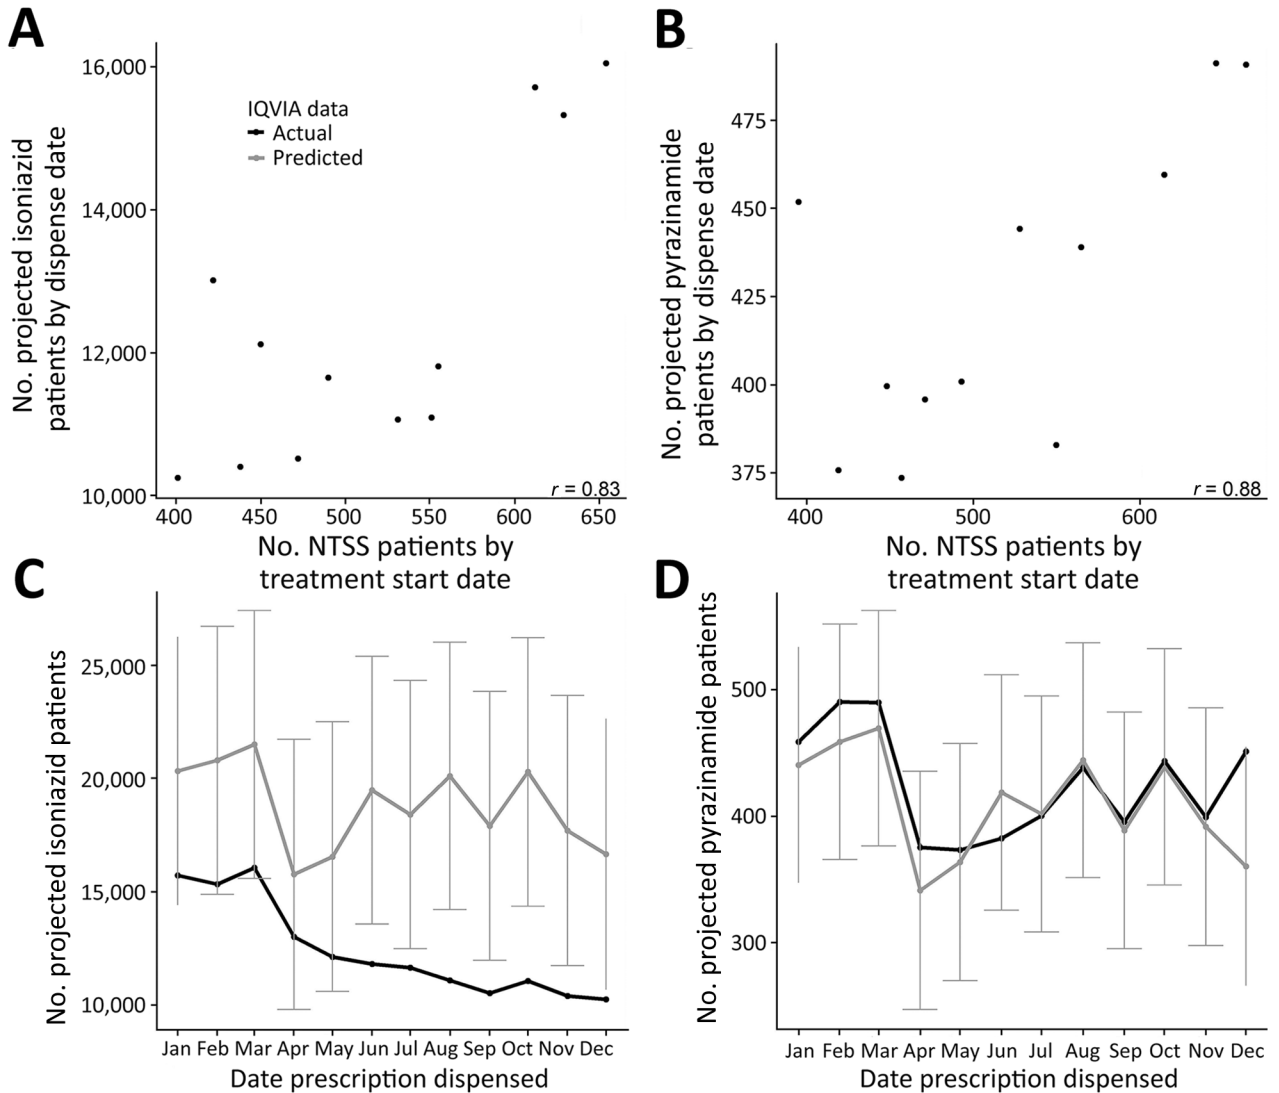 A
No. projected isoniazid
patients by dispense date
16,000
14,000
12,000
10,000
IQVIA data
Actual
Predicted
r = 0.83
400 450 500 550 600 650
No. NTSS patients by
treatment start date
B
No. projected pyrazinamide
patients by dispense date
475
450
425
400
375
r = 0.88
400 500 600
No. NTSS patients by
treatment start date
C
No. projected isoniazid patients
25,000
20,000
15,000
10,000
Jan Feb Mar Apr May Jun Jul Aug Sep Oct Nov Dec
Date prescription dispensed
D
No. projected pyrazinamide patients
500
400
300
Jan Feb Mar Apr May Jun Jul Aug Sep Oct Nov Dec
Date prescription dispensed